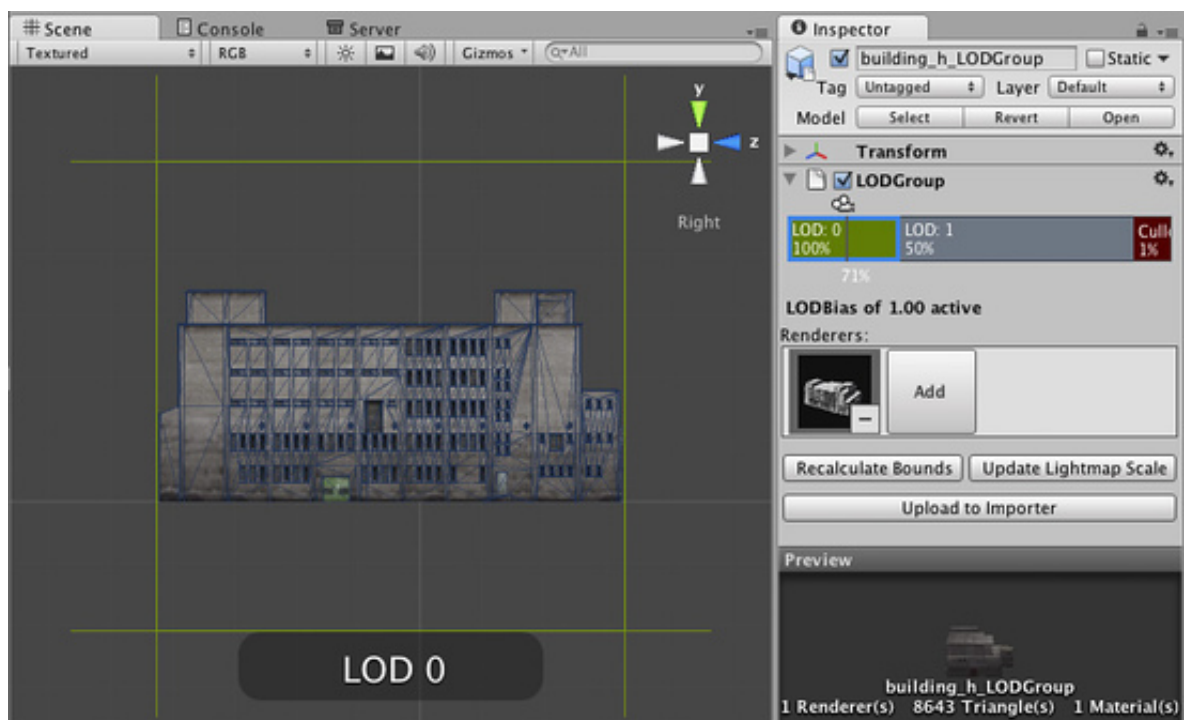 Scene
Console
Server
Textured
RGB
Gizmos
All
y
z
Right
LOD 0
Inspector
building_h_LODGroup
Static
Tag Untagged Layer Default
Model Select Revert Open
Transform
LODGroup
LOD: 0
100%
LOD: 1
50%
Culle
1%
71%
LODBias of 1.00 active
Renderers:
Add
Recalculate Bounds
Update Lightmap Scale
Upload to Importer
Preview
building_h_LODGroup
1 Renderer(s) 8643 Triangle(s) 1 Material(s)